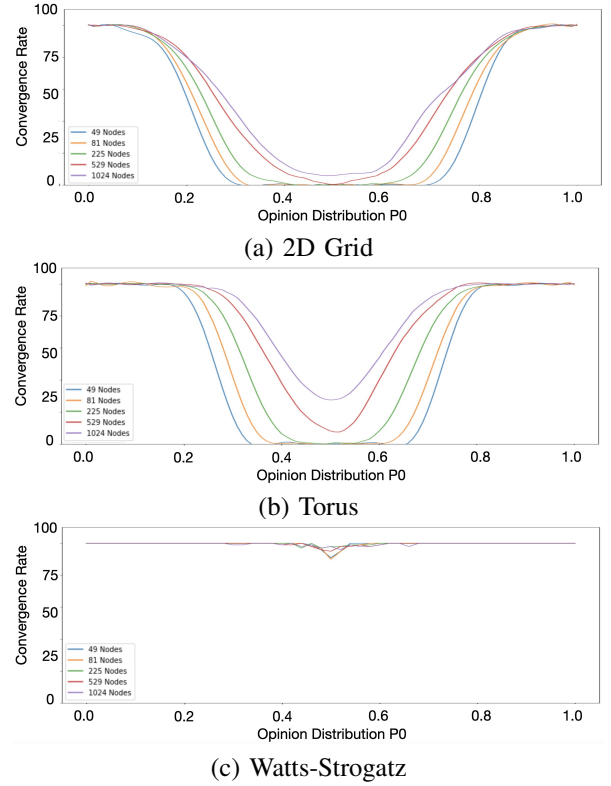 100
75
50
25
0
Convergence Rate
49 Nodes
81 Nodes
225 Nodes
529 Nodes
1024 Nodes
0.0 0.2 0.4 0.6 0.8 1.0
Opinion Distribution P0
(a) 2D Grid
100
75
50
25
0
Convergence Rate
49 Nodes
81 Nodes
225 Nodes
529 Nodes
1024 Nodes
0.0 0.2 0.4 0.6 0.8 1.0
Opinion Distribution P0
(b) Torus
100
75
50
25
0
Convergence Rate
49 Nodes
81 Nodes
225 Nodes
529 Nodes
1024 Nodes
0.0 0.2 0.4 0.6 0.8 1.0
Opinion Distribution P0
(c) Watts-Strogatz